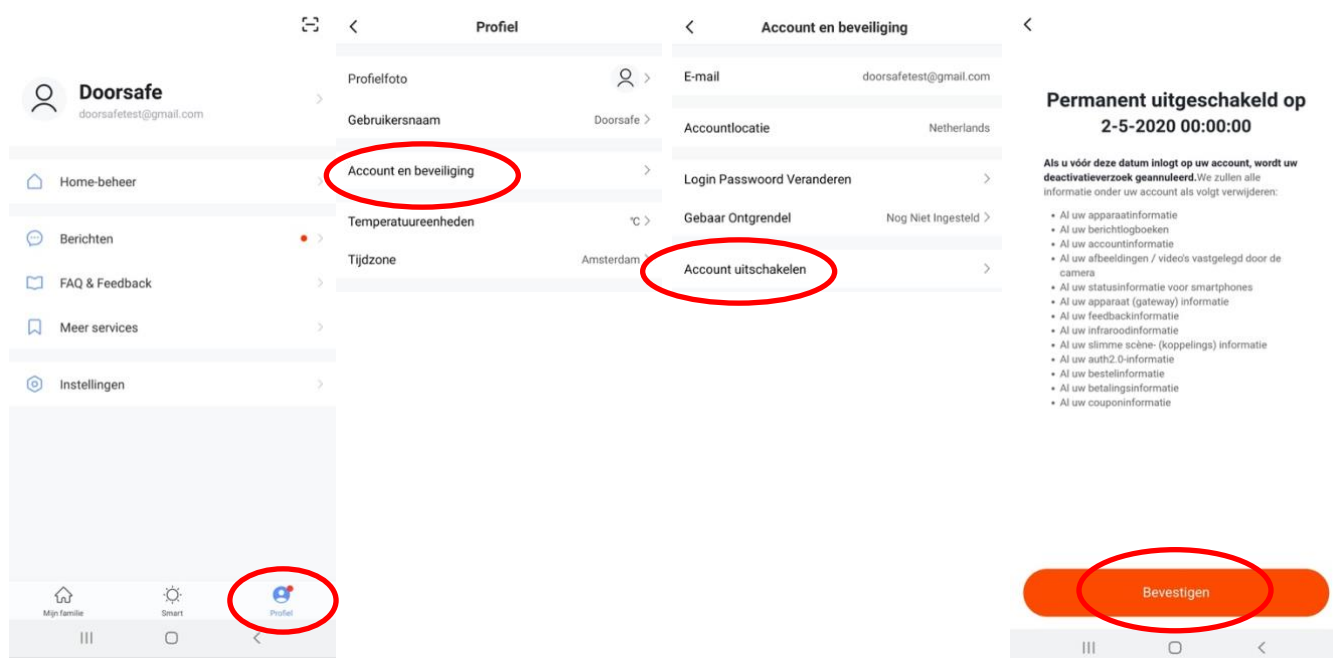 Doorsafe
doorsafetest@gmail.com
Home-beheer
Berichten
FAQ & Feedback
Meer services
Instellingen
Mijn familie
Smart
Profiel
Profiel
Profielfoto
Gebruikersnaam
Doorsafe
Account en beveiliging
Temperatuureenheden
°C
Tijdzone
Amsterdam
Account en beveiliging
E-mail
doorsafetest@gmail.com
Accountlocatie
Netherlands
Login Passwoord Veranderen
Gebaar Ontgrendel
Nog Niet Ingesteld
Account uitschakelen
Permanent uitgeschakeld op
2-5-2020 00:00:00
Als u vóór deze datum inlogt op uw account, wordt uw
deactivatieverzoek geannuleerd.We zullen alle
informatie onder uw account als volgt verwijderen:
• Al uw apparaatinformatie
• Al uw berichtlogboeken
• Al uw accountinformatie
• Al uw afbeeldingen / video's vastgelegd door de
camera
• Al uw statusinformatie voor smartphones
• Al uw apparaat (gateway) informatie
• Al uw feedbackinformatie
• Al uw infraroodinformatie
• Al uw slimme scène- (koppelings) informatie
• Al uw auth2.0-informatie
• Al uw bestelinformatie
• Al uw betalingsinformatie
• Al uw couponinformatie
Bevestigen